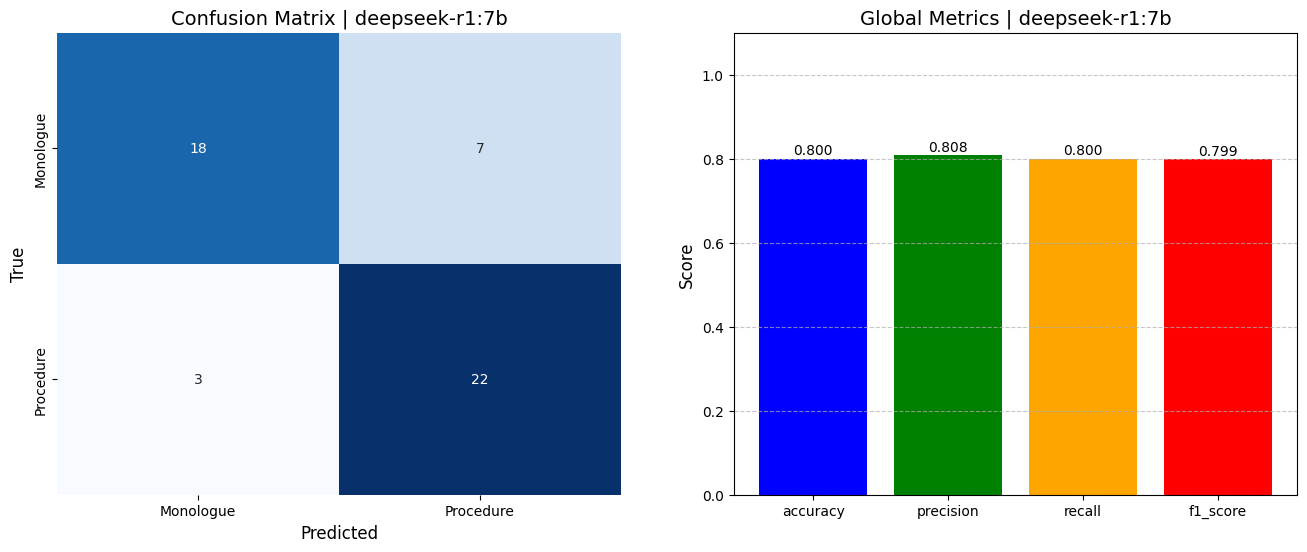 Confusion Matrix | deepseek-r1:7b
True
Monologue
Procedure
18
7
3
22
Monologue
Procedure
Predicted
Global Metrics | deepseek-r1:7b
Score
1.0
0.8
0.6
0.4
0.2
0.0
0.800
0.808
0.800
0.799
accuracy
precision
recall
f1_score